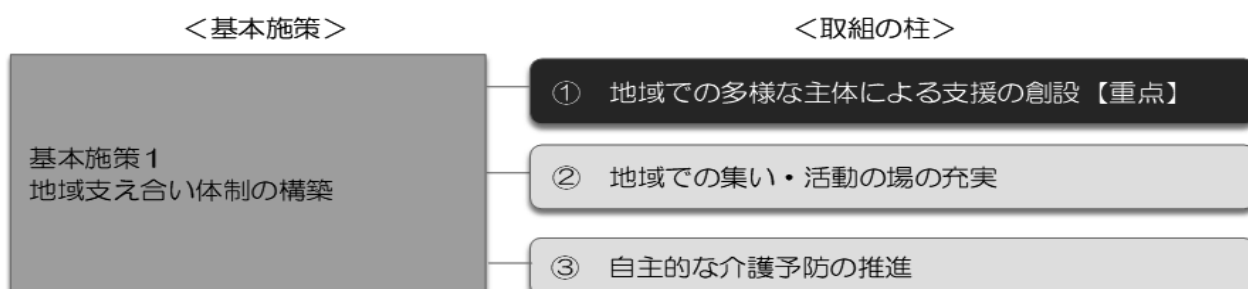 ＜基本施策＞
＜取組の柱＞
基本施策１
地域支え合い体制の構築
①　地域での多様な主体による支援の創設【重点】
②　地域での集い・活動の場の充実
③　自主的な介護予防の推進